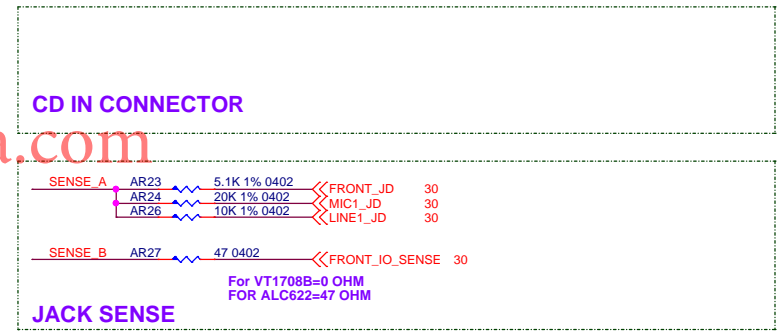 CD IN CONNECTOR
a.com
SENSE_A AR23 5.1K 1% 0402 FRONT_JD 30
AR24 20K 1% 0402 MIC1_JD 30
AR26 10K 1% 0402 LINE1_JD 30
SENSE_B AR27 47 0402 FRONT_IO_SENSE 30
For VT1708B=0 OHM
FOR ALC622=47 OHM
JACK SENSE